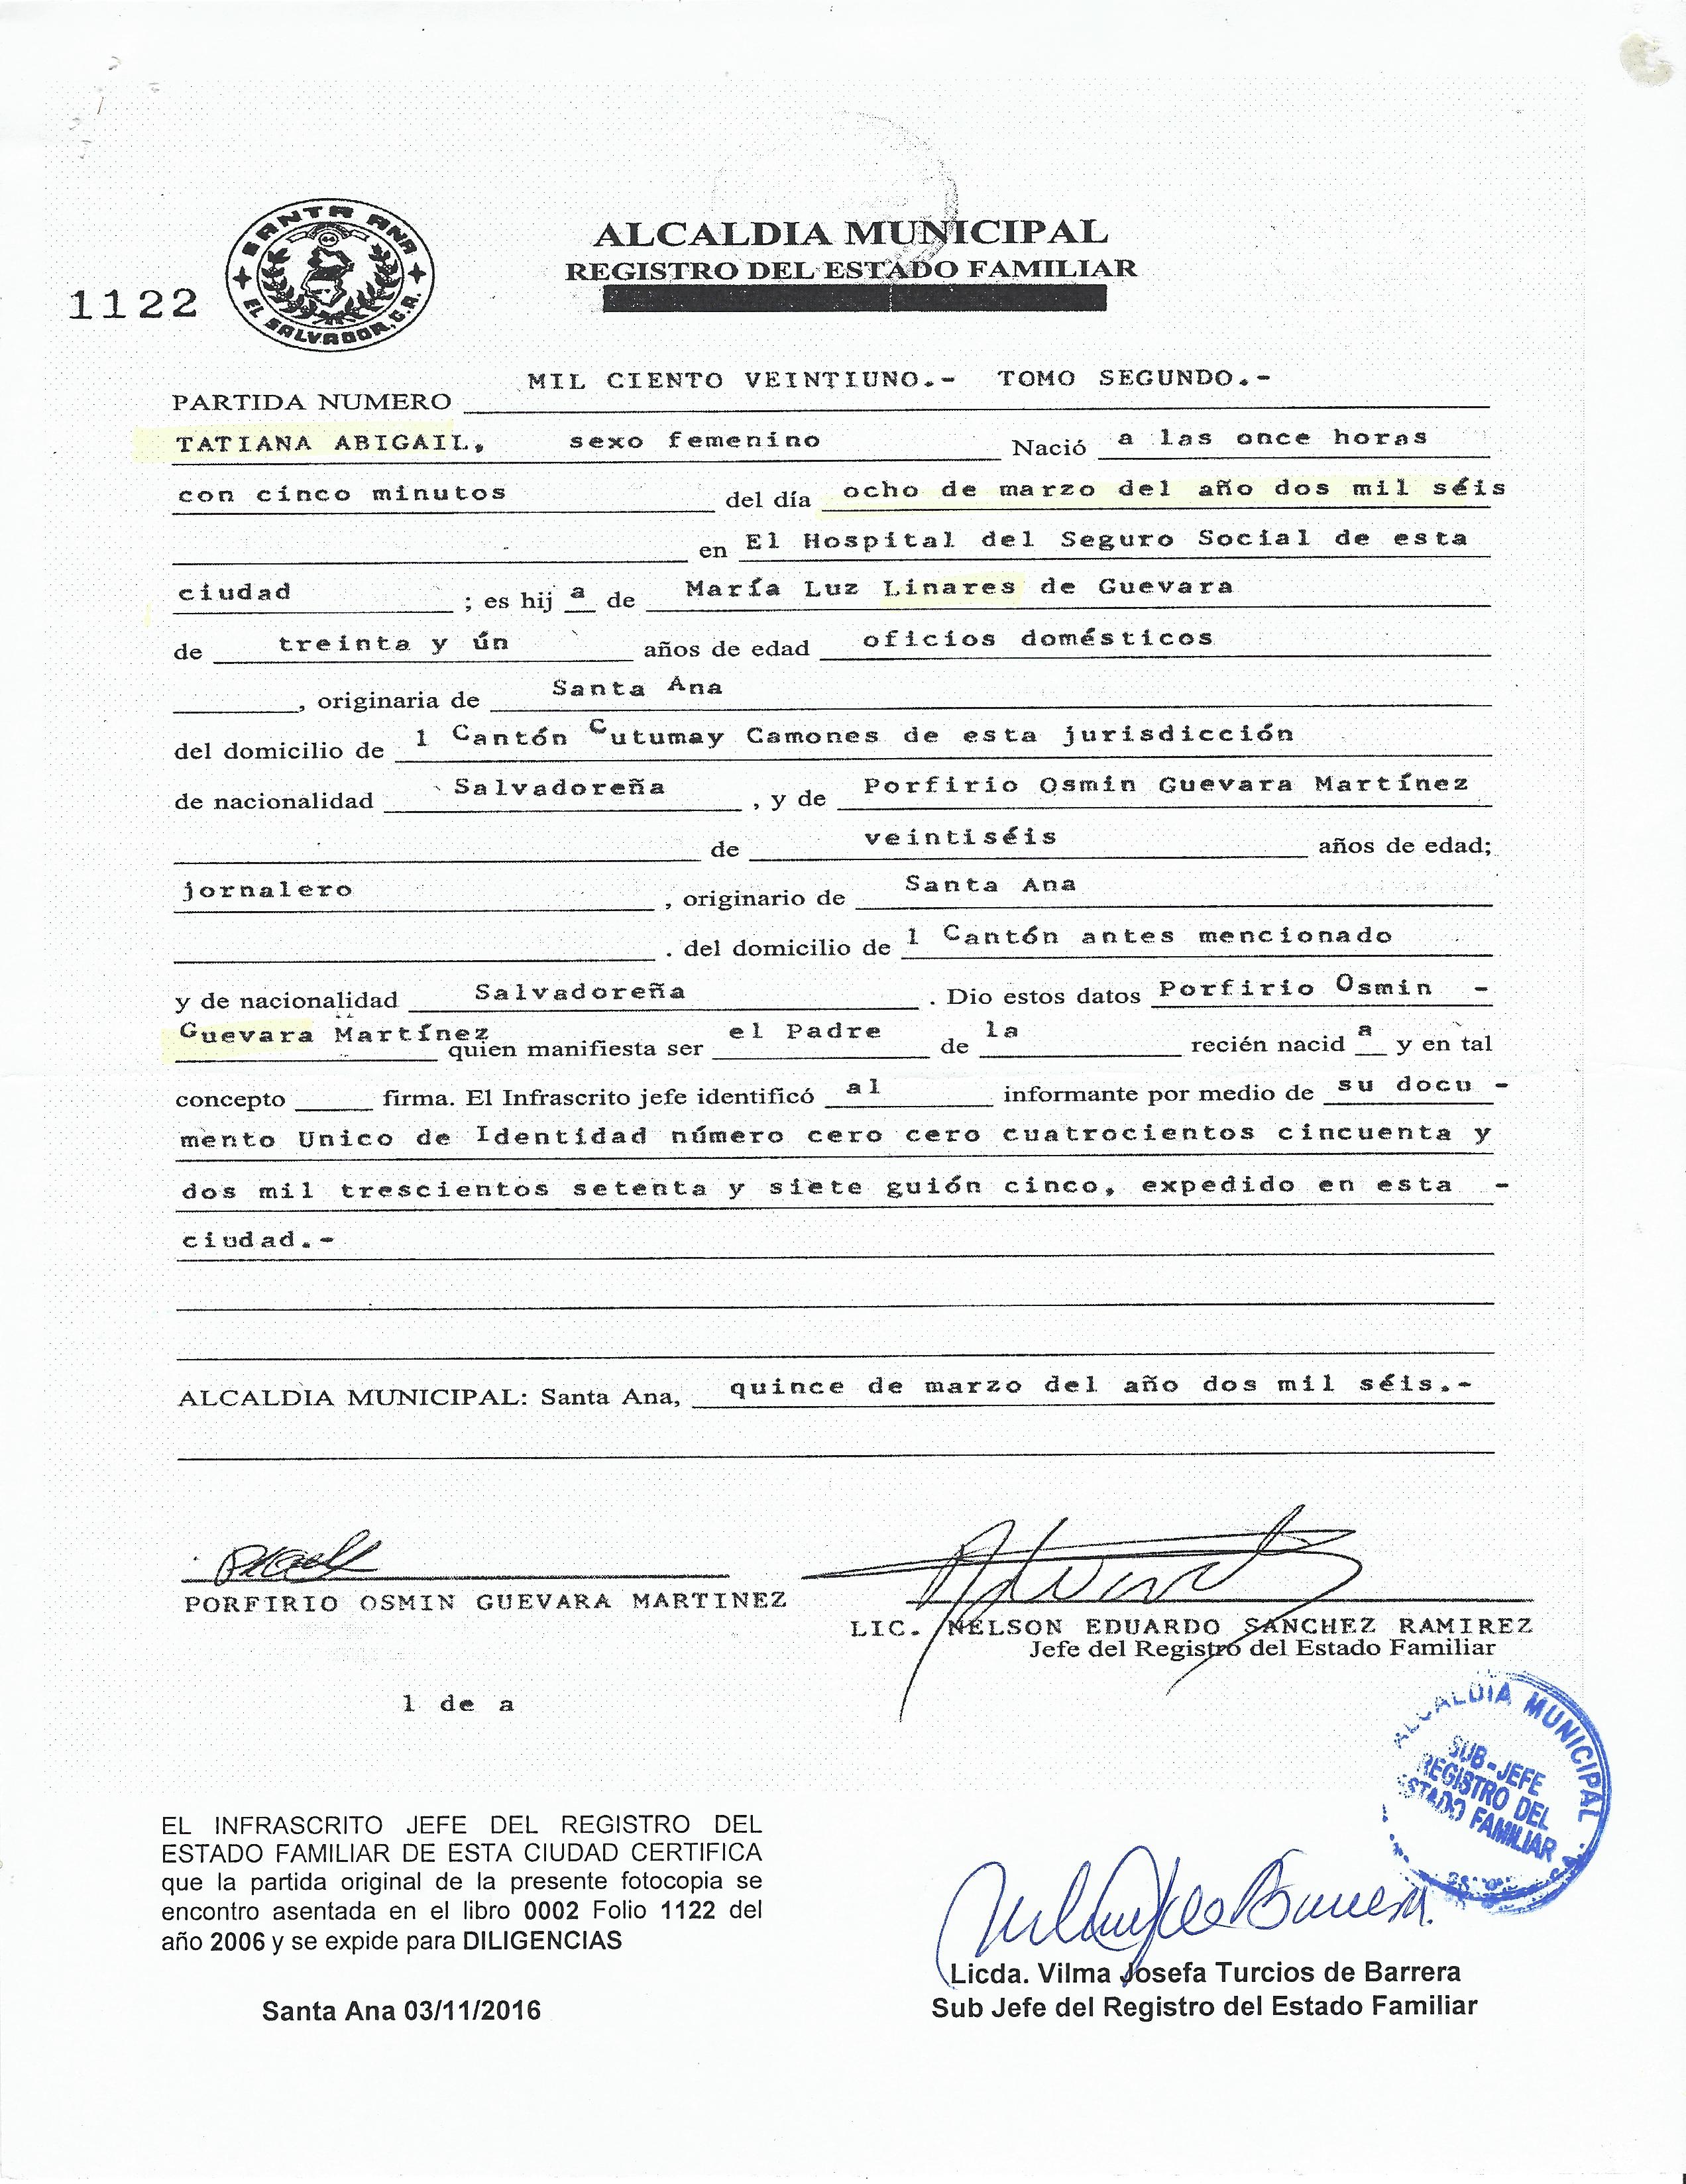 SANTA ANA
EL SALVADOR, C.A.
ALCALDIA MUNICIPAL
REGISTRO DEL ESTADO FAMILIAR
1122
PARTIDA NUMERO MIL CIENTO VEINTIUNO.- TOMO SEGUNDO.-
TATIANA ABIGAIL, sexo femenino Nació a las once horas
con cinco minutos del día ocho de marzo del año dos mil séis
en El Hospital del Seguro Social de esta
ciudad ; es hij a de María Luz Linares de Guevara
de treinta y ún años de edad oficios domésticos
, originaria de Santa Ana
del domicilio de l Cantón Cutumay Camones de esta jurisdicción
de nacionalidad Salvadoreña , y de Porfirio Osmin Guevara Martínez
de veintiséis años de edad;
jornalero , originario de Santa Ana
. del domicilio de l Cantón antes mencionado
y de nacionalidad Salvadoreña . Dio estos datos Porfirio Osmin -
Guevara Martínez quien manifiesta ser el Padre de la recién nacid a y en tal
concepto firma. El Infrascrito jefe identificó al informante por medio de su docu -
mento Unico de Identidad número cero cero cuatrocientos cincuenta y
dos mil trescientos setenta y siete guión cinco, expedido en esta -
ciudad.-
ALCALDIA MUNICIPAL: Santa Ana, quince de marzo del año dos mil séis.-
PORFIRIO OSMIN GUEVARA MARTINEZ
LIC. NELSON EDUARDO SANCHEZ RAMIREZ
Jefe del Registro del Estado Familiar
l de a
ALCALDIA MUNICIPAL
SUB-JEFE
REGISTRO DEL
ESTADO FAMILIAR
EL INFRASCRITO JEFE DEL REGISTRO DEL
ESTADO FAMILIAR DE ESTA CIUDAD CERTIFICA
que la partida original de la presente fotocopia se
encontro asentada en el libro 0002 Folio 1122 del
año 2006 y se expide para DILIGENCIAS
Santa Ana 03/11/2016
Licda. Vilma Josefa Turcios de Barrera
Sub Jefe del Registro del Estado Familiar